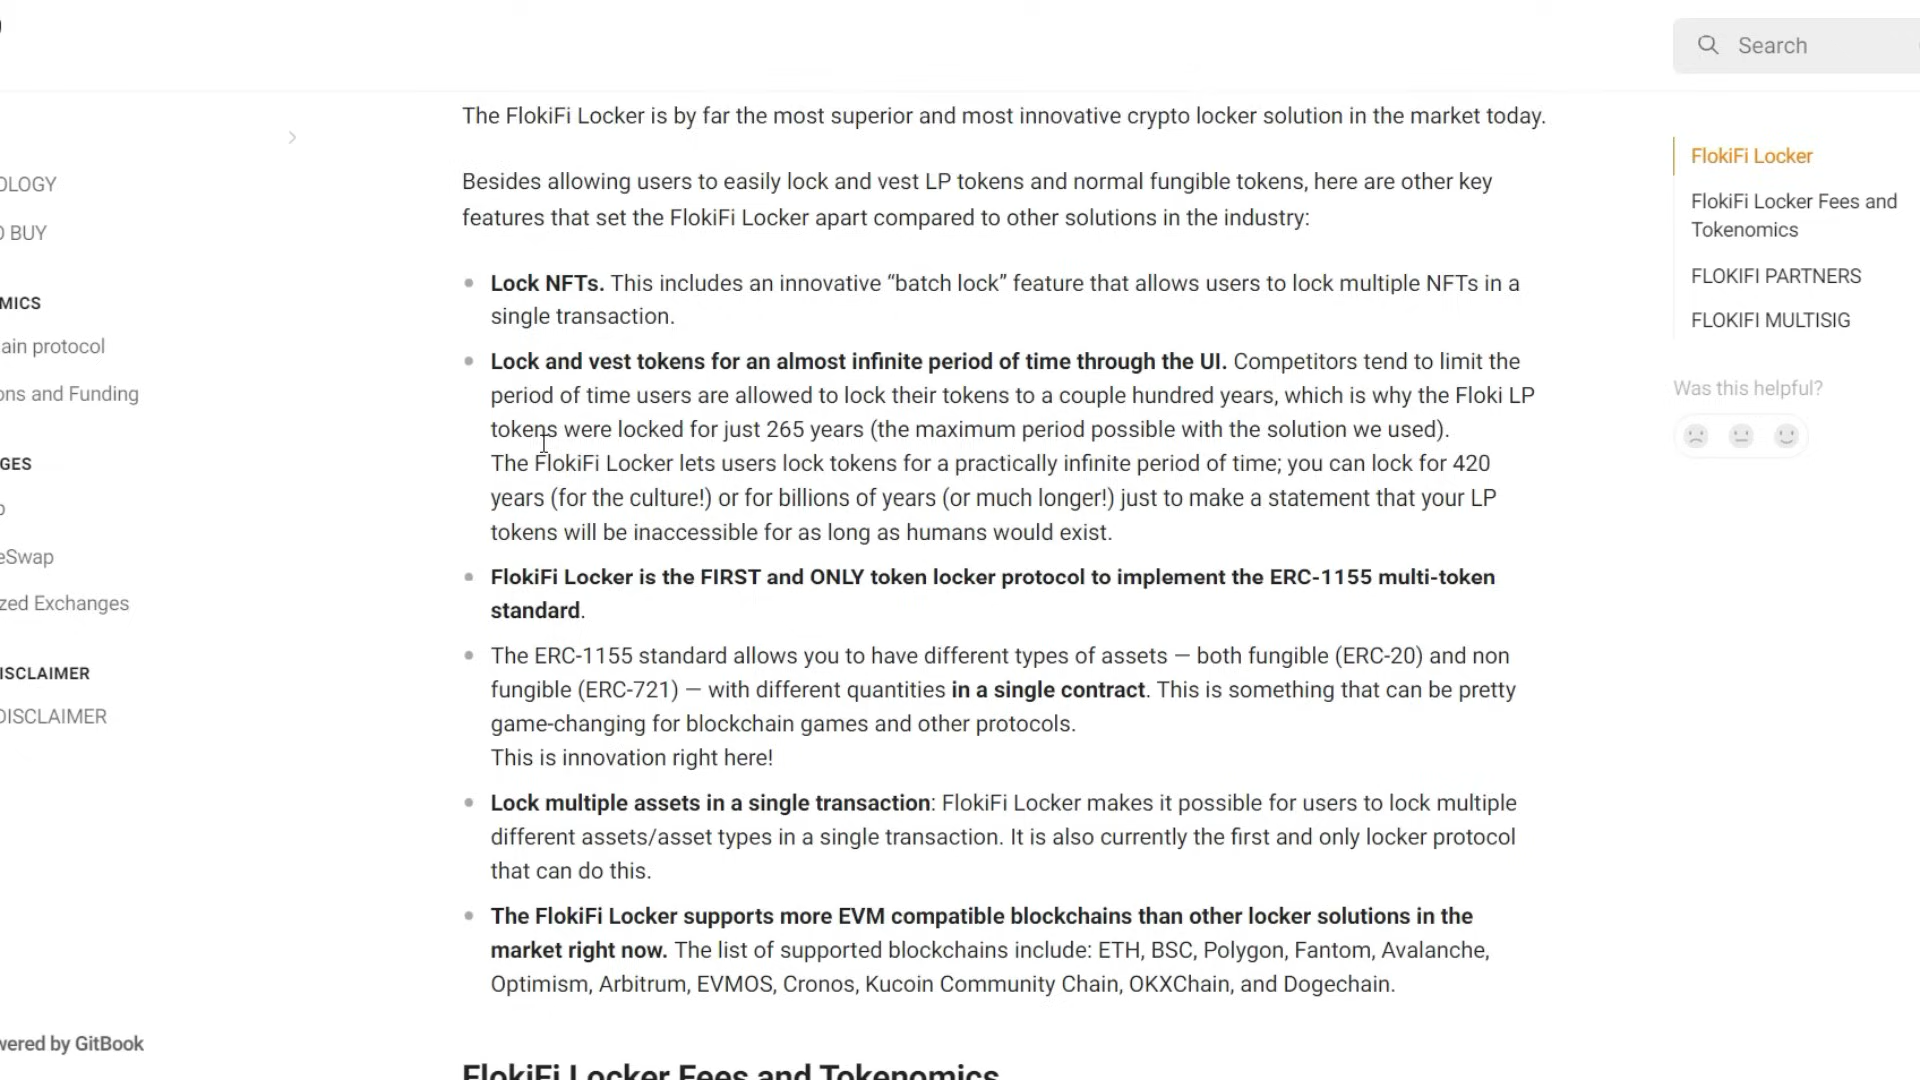 Search
The FlokiFi Locker is by far the most superior and most innovative crypto locker solution in the market today.
Besides allowing users to easily lock and vest LP tokens and normal fungible tokens, here are other key
features that set the FlokiFi Locker apart compared to other solutions in the industry:
Lock NFTs. This includes an innovative “batch lock” feature that allows users to lock multiple NFTs in a
single transaction.
Lock and vest tokens for an almost infinite period of time through the UI. Competitors tend to limit the
period of time users are allowed to lock their tokens to a couple hundred years, which is why the Floki LP
tokens were locked for just 265 years (the maximum period possible with the solution we used).
The FlokiFi Locker lets users lock tokens for a practically infinite period of time; you can lock for 420
years (for the culture!) or for billions of years (or much longer!) just to make a statement that your LP
tokens will be inaccessible for as long as humans would exist.
FlokiFi Locker is the FIRST and ONLY token locker protocol to implement the ERC-1155 multi-token
standard.
The ERC-1155 standard allows you to have different types of assets — both fungible (ERC-20) and non
fungible (ERC-721) — with different quantities in a single contract. This is something that can be pretty
game-changing for blockchain games and other protocols.
This is innovation right here!
Lock multiple assets in a single transaction: FlokiFi Locker makes it possible for users to lock multiple
different assets/asset types in a single transaction. It is also currently the first and only locker protocol
that can do this.
The FlokiFi Locker supports more EVM compatible blockchains than other locker solutions in the
market right now. The list of supported blockchains include: ETH, BSC, Polygon, Fantom, Avalanche,
Optimism, Arbitrum, EVMOS, Cronos, Kucoin Community Chain, OKXChain, and Dogechain.
FlokiFi Locker Fees and Tokenomics
OLOGY
O BUY
MICS
ain protocol
ons and Funding
GES
p
eSwap
zed Exchanges
ISCLAIMER
DISCLAIMER
wered by GitBook
FlokiFi Locker
FlokiFi Locker Fees and
Tokenomics
FLOKIFI PARTNERS
FLOKIFI MULTISIG
Was this helpful?